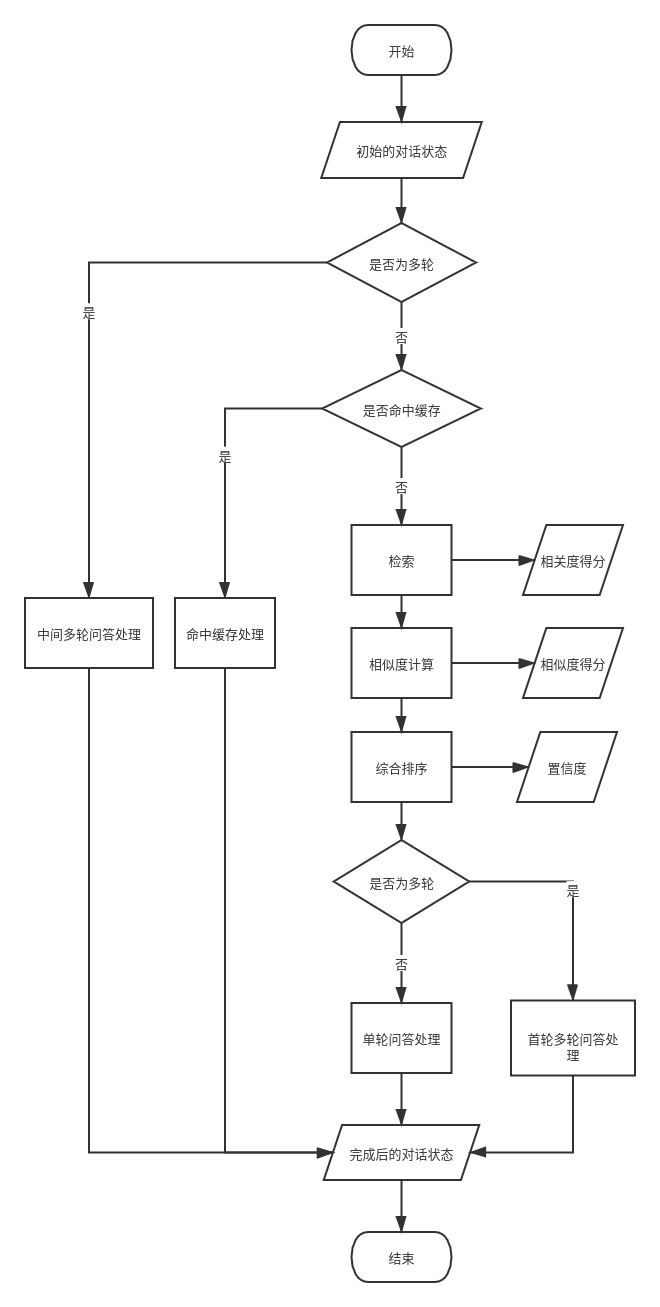 开始
初始的对话状态
是否为多轮
是
否
是否命中缓存
是
否
检索
相关度得分
中间多轮问答处理
命中缓存处理
相似度计算
相似度得分
综合排序
置信度
是否为多轮
是
否
单轮问答处理
首轮多轮问答处
理
完成后的对话状态
结束